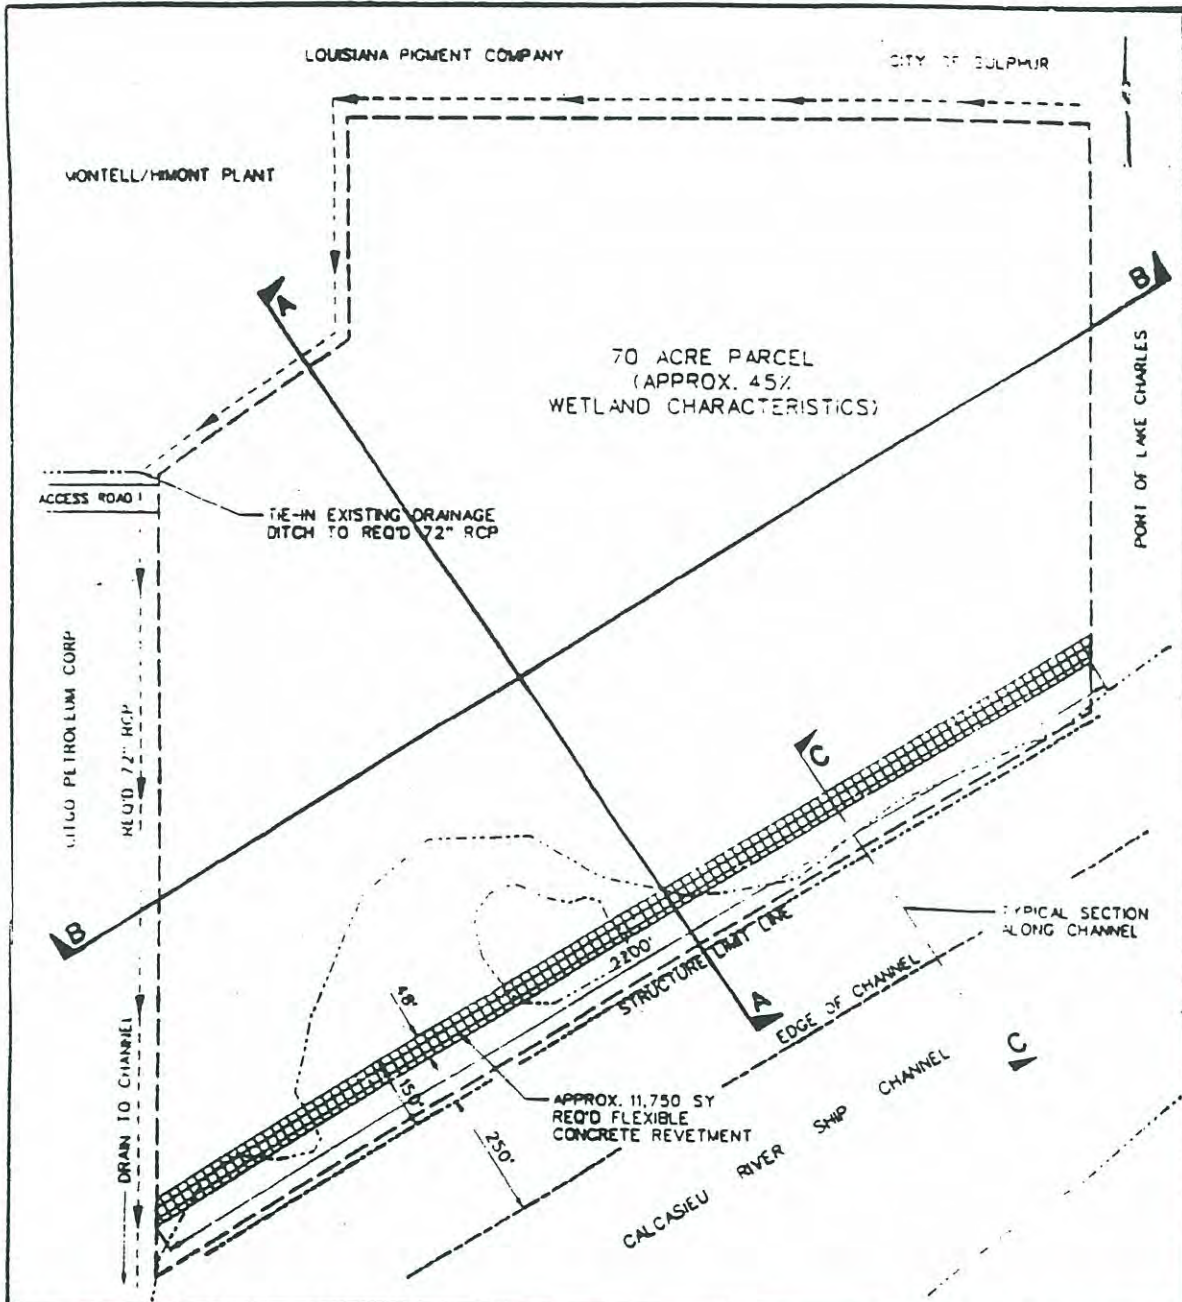 LOUISIANA PIGMENT COMPANY
CITY OF SULPHUR
MONTELL/HIMONT PLANT
A
B
70 ACRE PARCEL
(APPROX. 45%
WETLAND CHARACTERISTICS)
PORT OF LAKE CHARLES
ACCESS ROAD
TIE-IN EXISTING DRAINAGE
DITCH TO REQ'D 72" RCP
PETROLEUM CORP
REQ'D 72" RCP
C
B
TYPICAL SECTION
ALONG CHANNEL
2200'
STRUCTURE LIMIT LINE
A
EDGE OF CHANNEL
48'
150'
250'
APPROX. 11,750 SY
REQ'D FLEXIBLE
CONCRETE REVETMENT
C
DRAIN TO CHANNEL
CALCASIEU RIVER SHIP CHANNEL